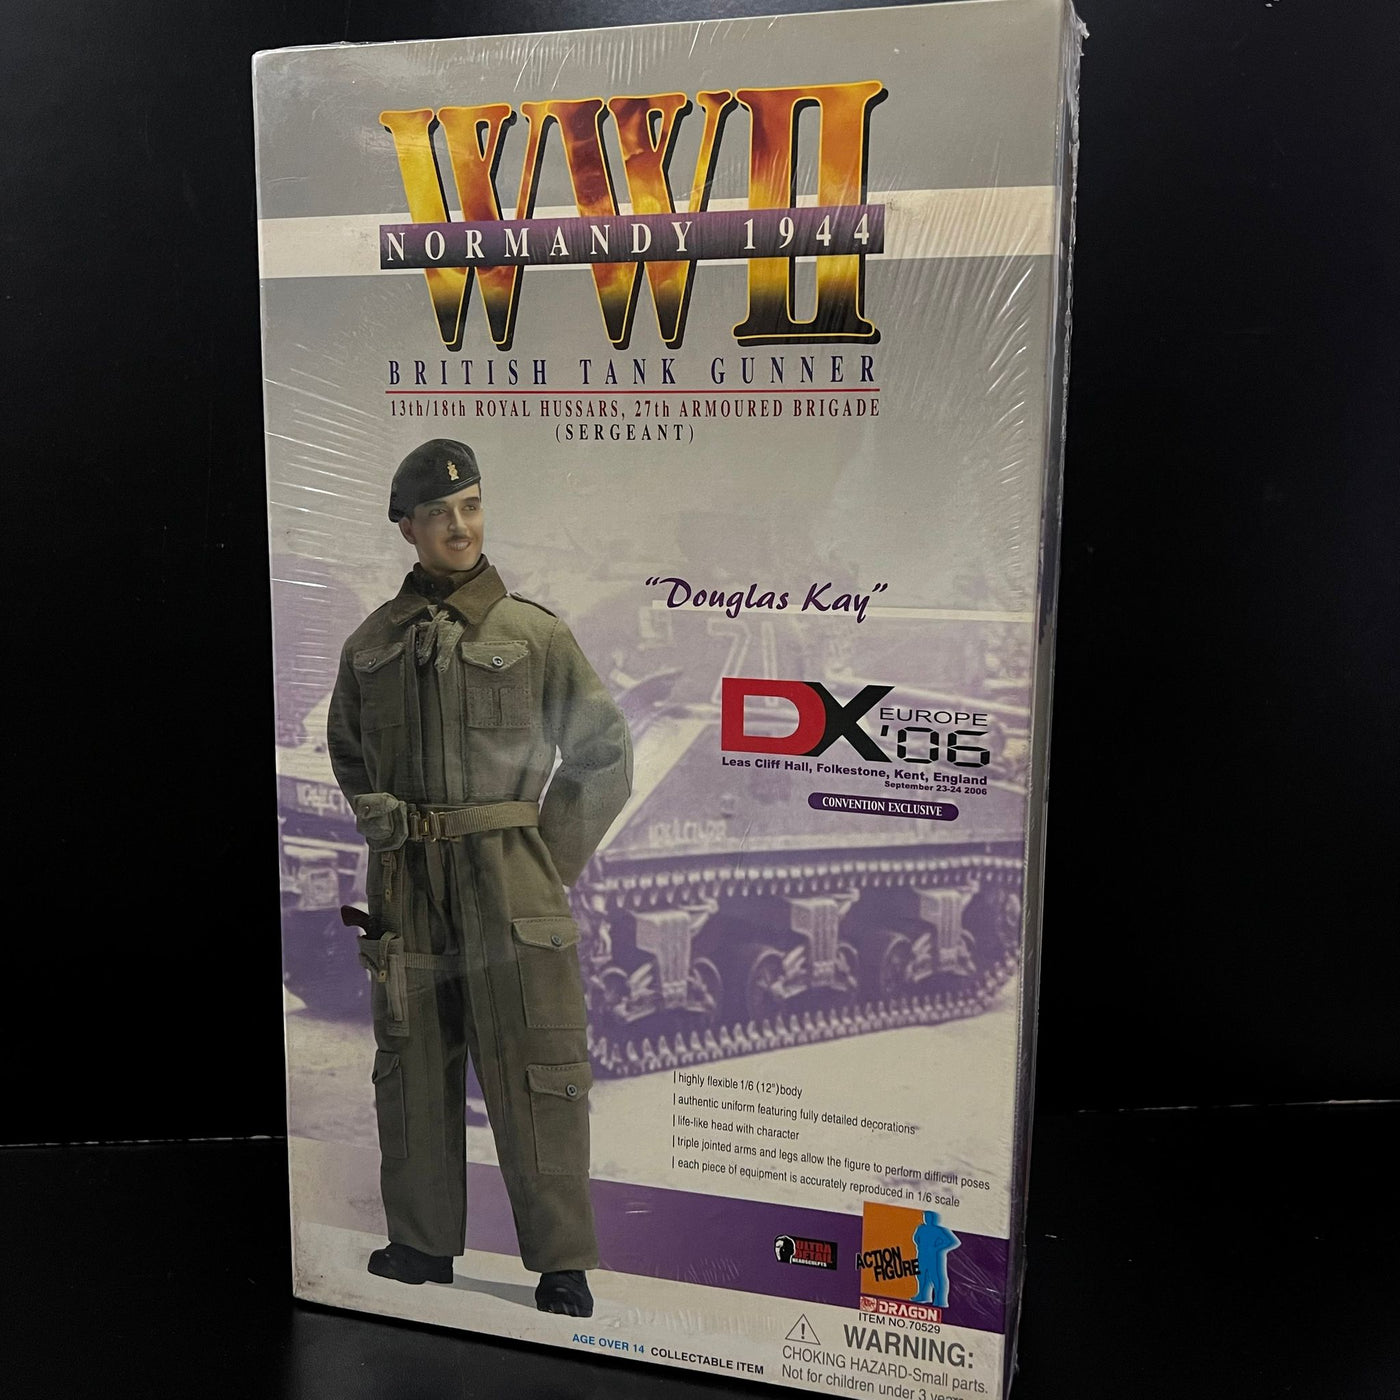 WWII
NORMANDY 1944
BRITISH TANK GUNNER
13th/18th ROYAL HUSSARS, 27th ARMOURED BRIGADE
(SERGEANT)
"Douglas Kay"
DX EUROPE '06
Leas Cliff Hall, Folkestone, Kent, England
September 23-24 2006
CONVENTION EXCLUSIVE
highly flexible 1/6 (12")body
authentic uniform featuring fully detailed decorations
life-like head with character
triple jointed arms and legs allow the figure to perform difficult poses
each piece of equipment is accurately reproduced in 1/6 scale
ULTRA
DETAIL
HEADSCULPTS
ACTION
FIGURE
DRAGON
ITEM NO.70529
AGE OVER 14 COLLECTABLE ITEM
WARNING:
CHOKING HAZARD-Small parts.
Not for children under 3 years